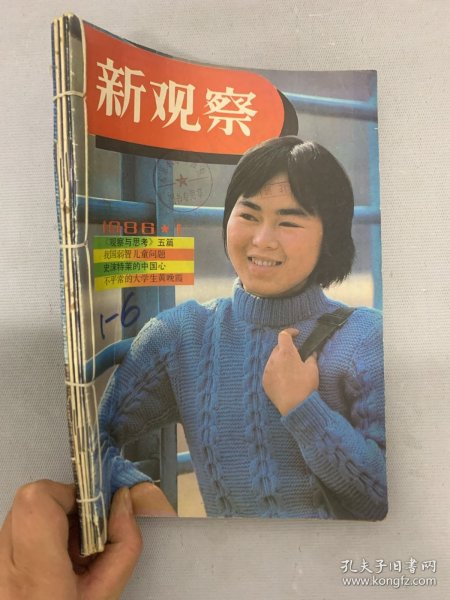 新观察
1986★1
《观察与思考》五篇
我国弱智儿童问题
史沫特莱的中国心
不平常的大学生黄晚霞
1-6
孔夫子旧书网
www.kongfz.com